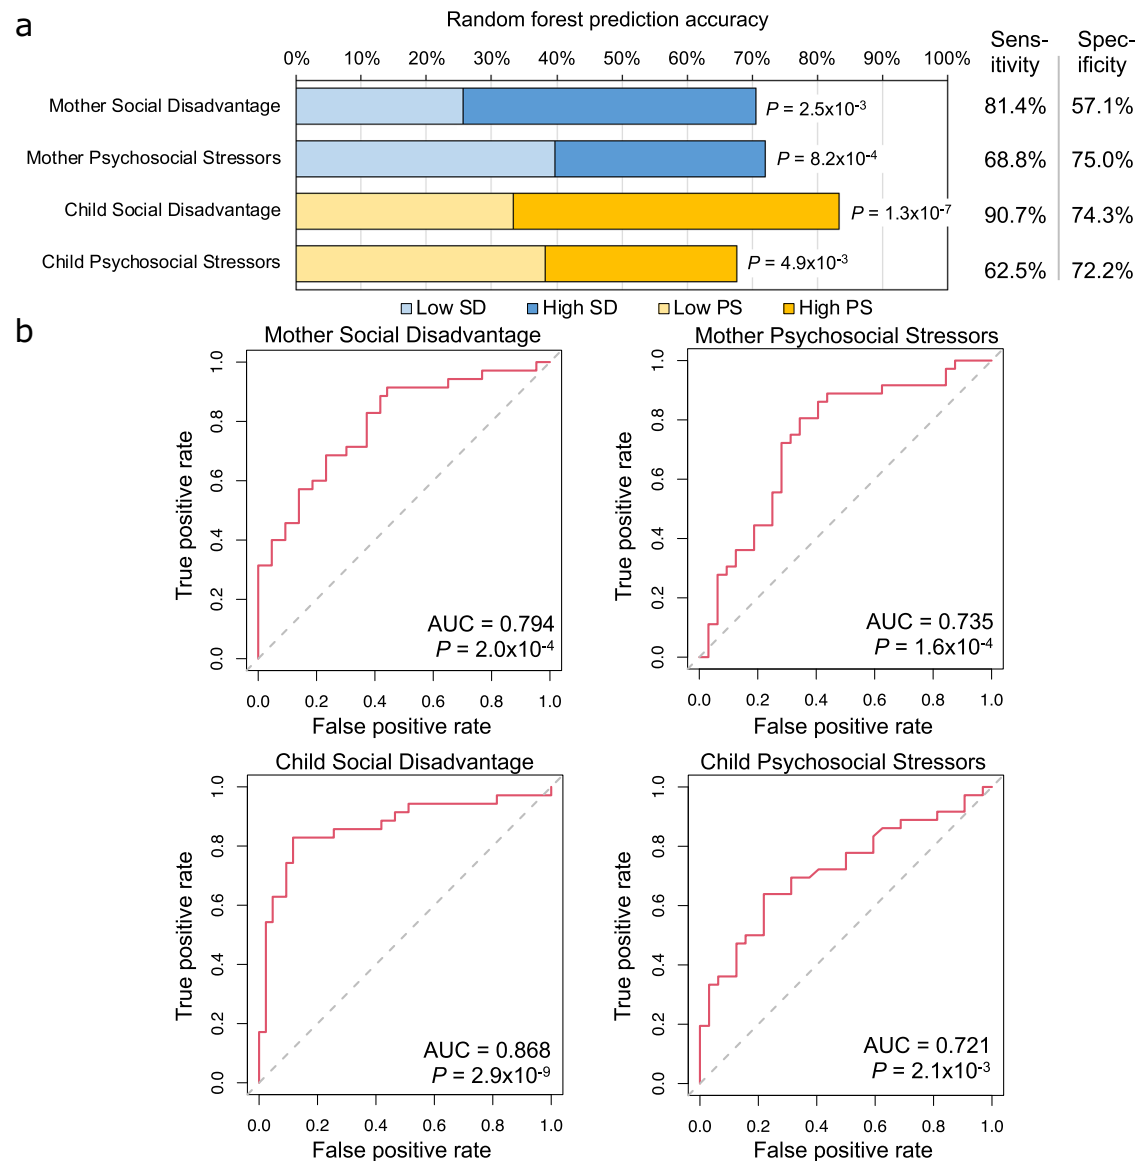 a
Random forest prediction accuracy
Sens-
itivity
Spec-
ificity
0% 10% 20% 30% 40% 50% 60% 70% 80% 90% 100%
Mother Social Disadvantage P = 2.5x10-3 81.4% 57.1%
Mother Psychosocial Stressors P = 8.2x10-4 68.8% 75.0%
Child Social Disadvantage P = 1.3x10-7 90.7% 74.3%
Child Psychosocial Stressors P = 4.9x10-3 62.5% 72.2%
Low SD High SD Low PS High PS
b
Mother Social Disadvantage
True positive rate
0.0 0.2 0.4 0.6 0.8 1.0
AUC = 0.794
P = 2.0x10-4
0.0 0.2 0.4 0.6 0.8 1.0
False positive rate
Mother Psychosocial Stressors
True positive rate
0.0 0.2 0.4 0.6 0.8 1.0
AUC = 0.735
P = 1.6x10-4
0.0 0.2 0.4 0.6 0.8 1.0
False positive rate
Child Social Disadvantage
True positive rate
0.0 0.2 0.4 0.6 0.8 1.0
AUC = 0.868
P = 2.9x10-9
0.0 0.2 0.4 0.6 0.8 1.0
False positive rate
Child Psychosocial Stressors
True positive rate
0.0 0.2 0.4 0.6 0.8 1.0
AUC = 0.721
P = 2.1x10-3
0.0 0.2 0.4 0.6 0.8 1.0
False positive rate